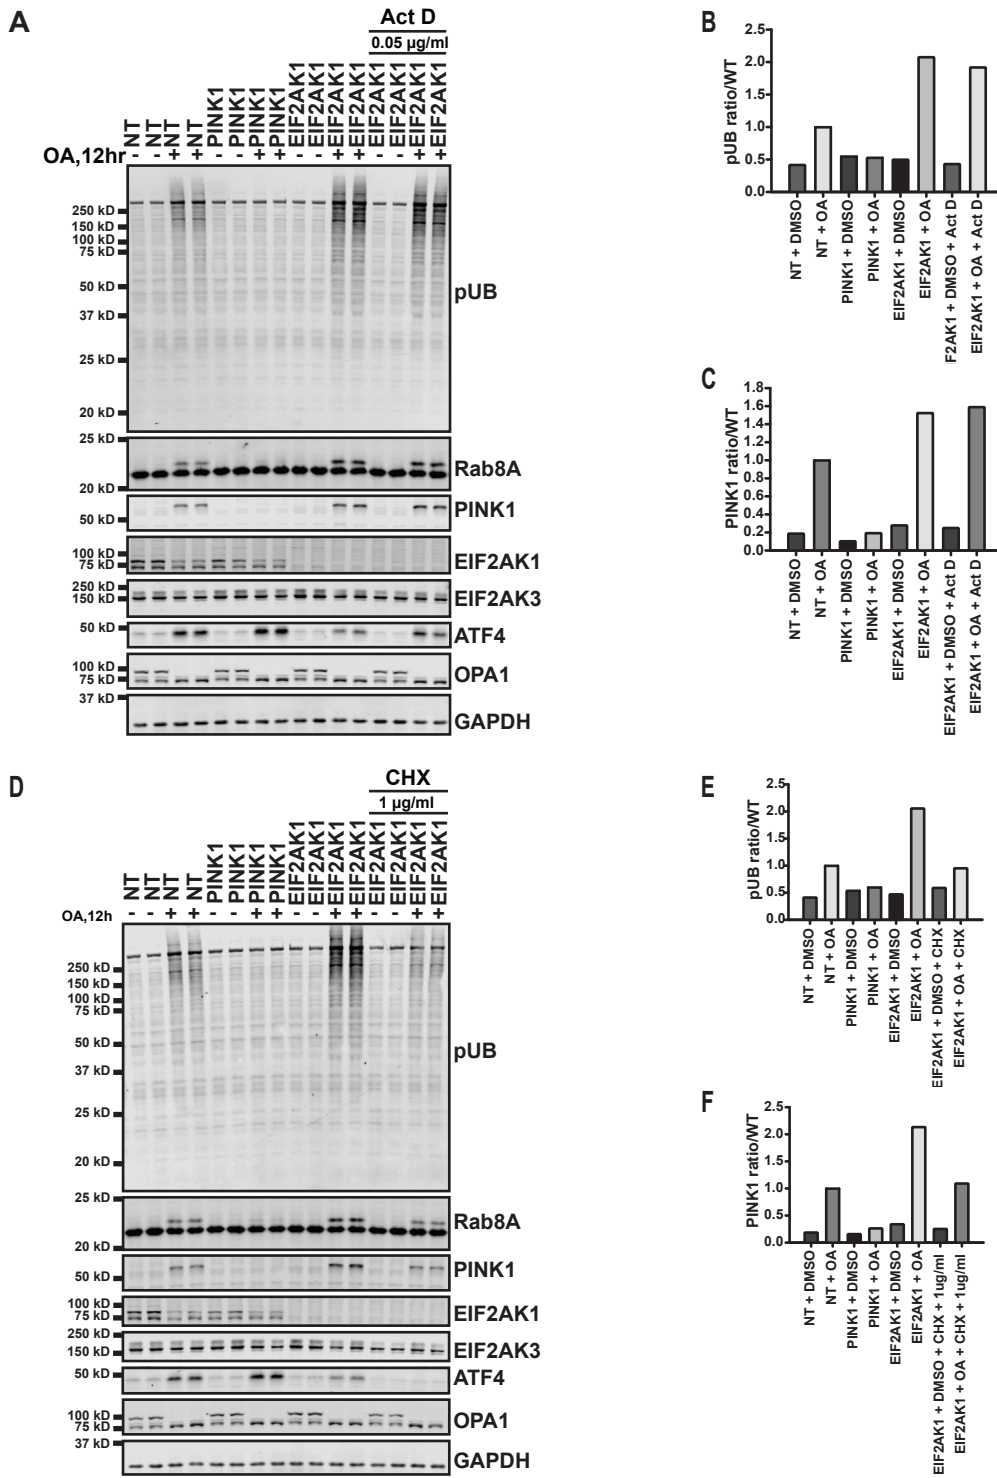 A
Act D
0.05 µg/ml
NT NT NT NT PINK1 PINK1 PINK1 PINK1 EIF2AK1 EIF2AK1 EIF2AK1 EIF2AK1 EIF2AK1 EIF2AK1 EIF2AK1 EIF2AK1
OA,12hr - - + + - - + + - - + + - - + +
250 kD
150 kD
100 kD
75 kD
50 kD
37 kD
25 kD
20 kD
pUB
25 kD
20 kD
Rab8A
50 kD
PINK1
100 kD
75 kD
EIF2AK1
250 kD
150 kD
EIF2AK3
50 kD
ATF4
100 kD
75 kD
OPA1
37 kD
GAPDH
B
pUB ratio/WT
2.5
2.0
1.5
1.0
0.5
0.0
NT + DMSO
NT + OA
PINK1 + DMSO
PINK1 + OA
EIF2AK1 + DMSO
EIF2AK1 + OA
F2AK1 + DMSO + Act D
EIF2AK1 + OA + Act D
C
PINK1 ratio/WT
1.8
1.6
1.4
1.2
1.0
0.8
0.6
0.4
0.2
0.0
NT + DMSO
NT + OA
PINK1 + DMSO
PINK1 + OA
EIF2AK1 + DMSO
EIF2AK1 + OA
EIF2AK1 + DMSO + Act D
EIF2AK1 + OA + Act D
D
CHX
1 µg/ml
NT NT NT NT PINK1 PINK1 PINK1 PINK1 EIF2AK1 EIF2AK1 EIF2AK1 EIF2AK1 EIF2AK1 EIF2AK1 EIF2AK1 EIF2AK1
OA,12h - - + + - - + + - - + + - - + +
250 kD
150 kD
100 kD
75 kD
50 kD
37 kD
25 kD
20 kD
pUB
25 kD
20 kD
Rab8A
50 kD
PINK1
100 kD
75 kD
EIF2AK1
250 kD
150 kD
EIF2AK3
50 kD
ATF4
100 kD
75 kD
OPA1
37 kD
GAPDH
E
pUB ratio/WT
2.5
2.0
1.5
1.0
0.5
0.0
NT + DMSO
NT + OA
PINK1 + DMSO
PINK1 + OA
EIF2AK1 + DMSO
EIF2AK1 + OA
EIF2AK1 + DMSO + CHX
EIF2AK1 + OA + CHX
F
PINK1 ratio/WT
2.5
2.0
1.5
1.0
0.5
0.0
NT + DMSO
NT + OA
PINK1 + DMSO
PINK1 + OA
EIF2AK1 + DMSO
EIF2AK1 + OA
EIF2AK1 + DMSO + CHX + 1ug/ml
EIF2AK1 + OA + CHX + 1ug/ml